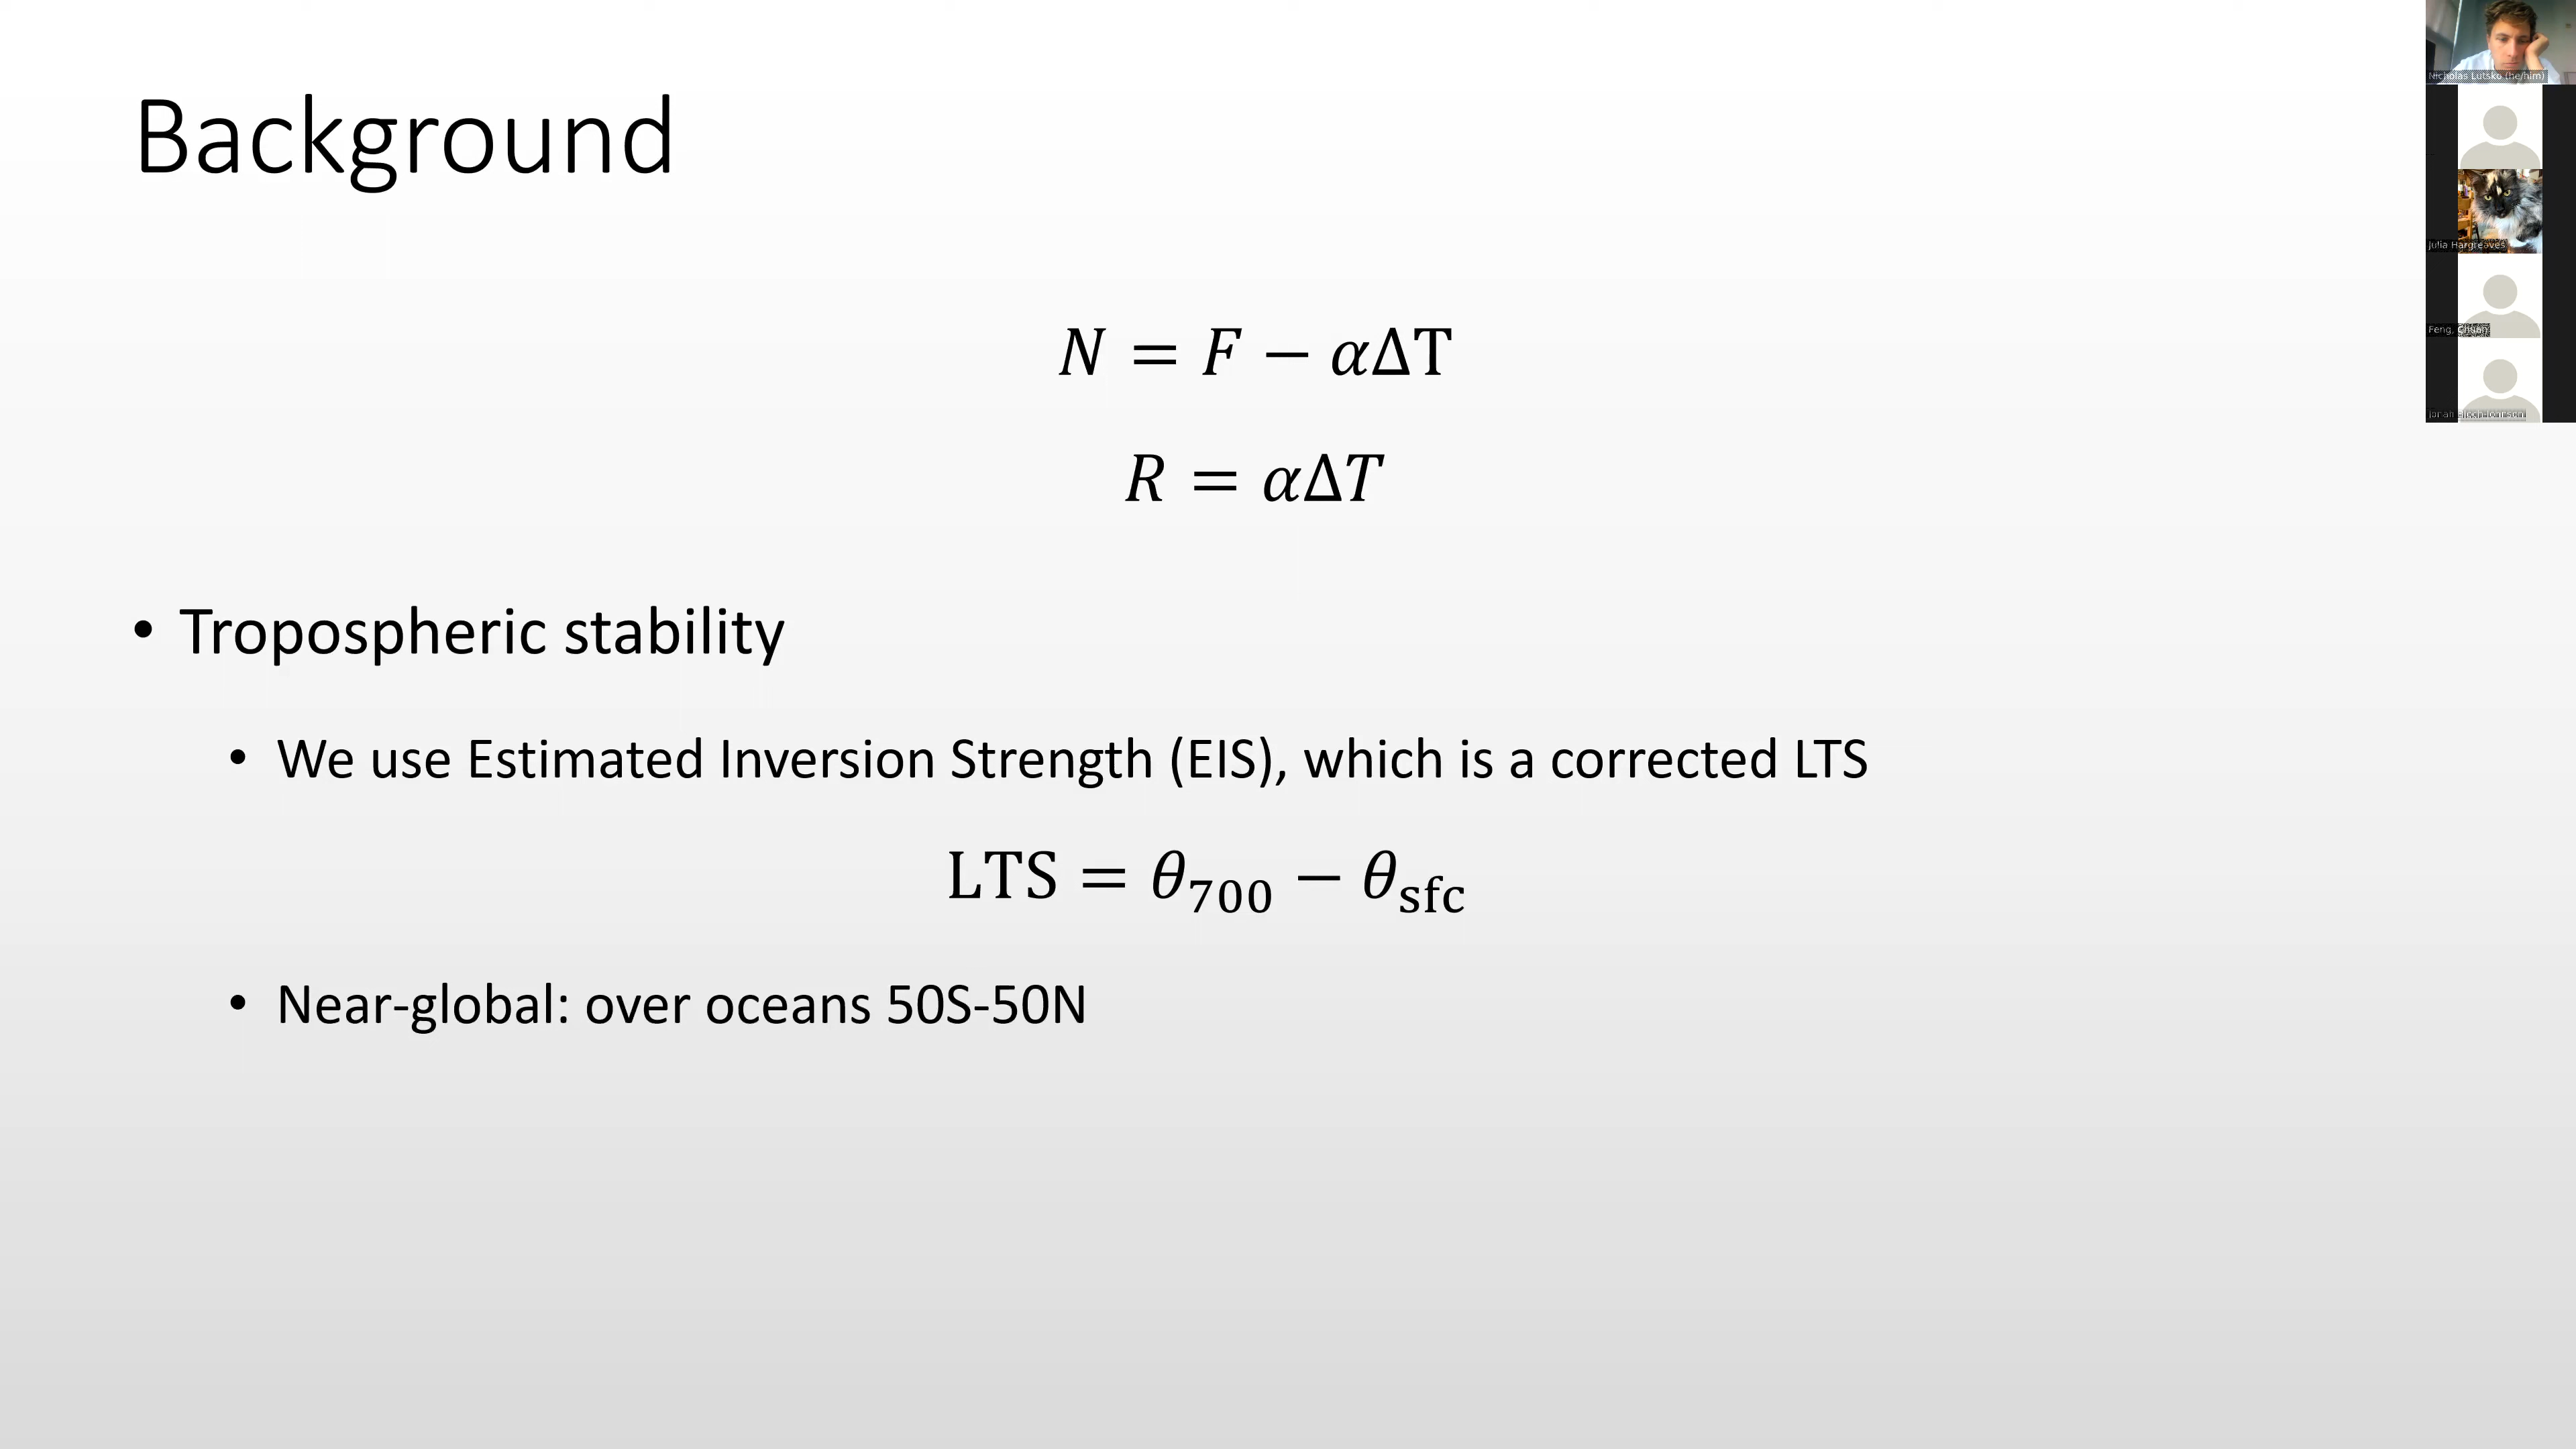 Background
N = F − αΔT
R = αΔT
• Tropospheric stability
• We use Estimated Inversion Strength (EIS), which is a corrected LTS
LTS = θ₇₀₀ − θsfc
• Near-global: over oceans 50S-50N
Nicholas Lutsko (he/him)
Julia Hargreaves
Feng, Chuan